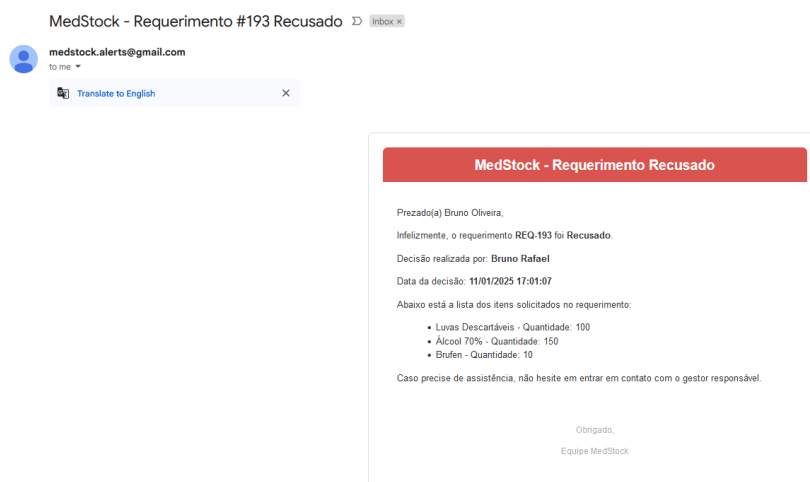 MedStock - Requerimento #193 Recusado
Inbox ×
medstock.alerts@gmail.com
to me
Translate to English
MedStock - Requerimento Recusado
Prezado(a) Bruno Oliveira,
Infelizmente, o requerimento REQ-193 foi Recusado.
Decisão realizada por: Bruno Rafael
Data da decisão: 11/01/2025 17:01:07
Abaixo está a lista dos itens solicitados no requerimento:
• Luvas Descartáveis - Quantidade: 100
• Álcool 70% - Quantidade: 150
• Brufen - Quantidade: 10
Caso precise de assistência, não hesite em entrar em contato com o gestor responsável.
Obrigado,
Equipe MedStock